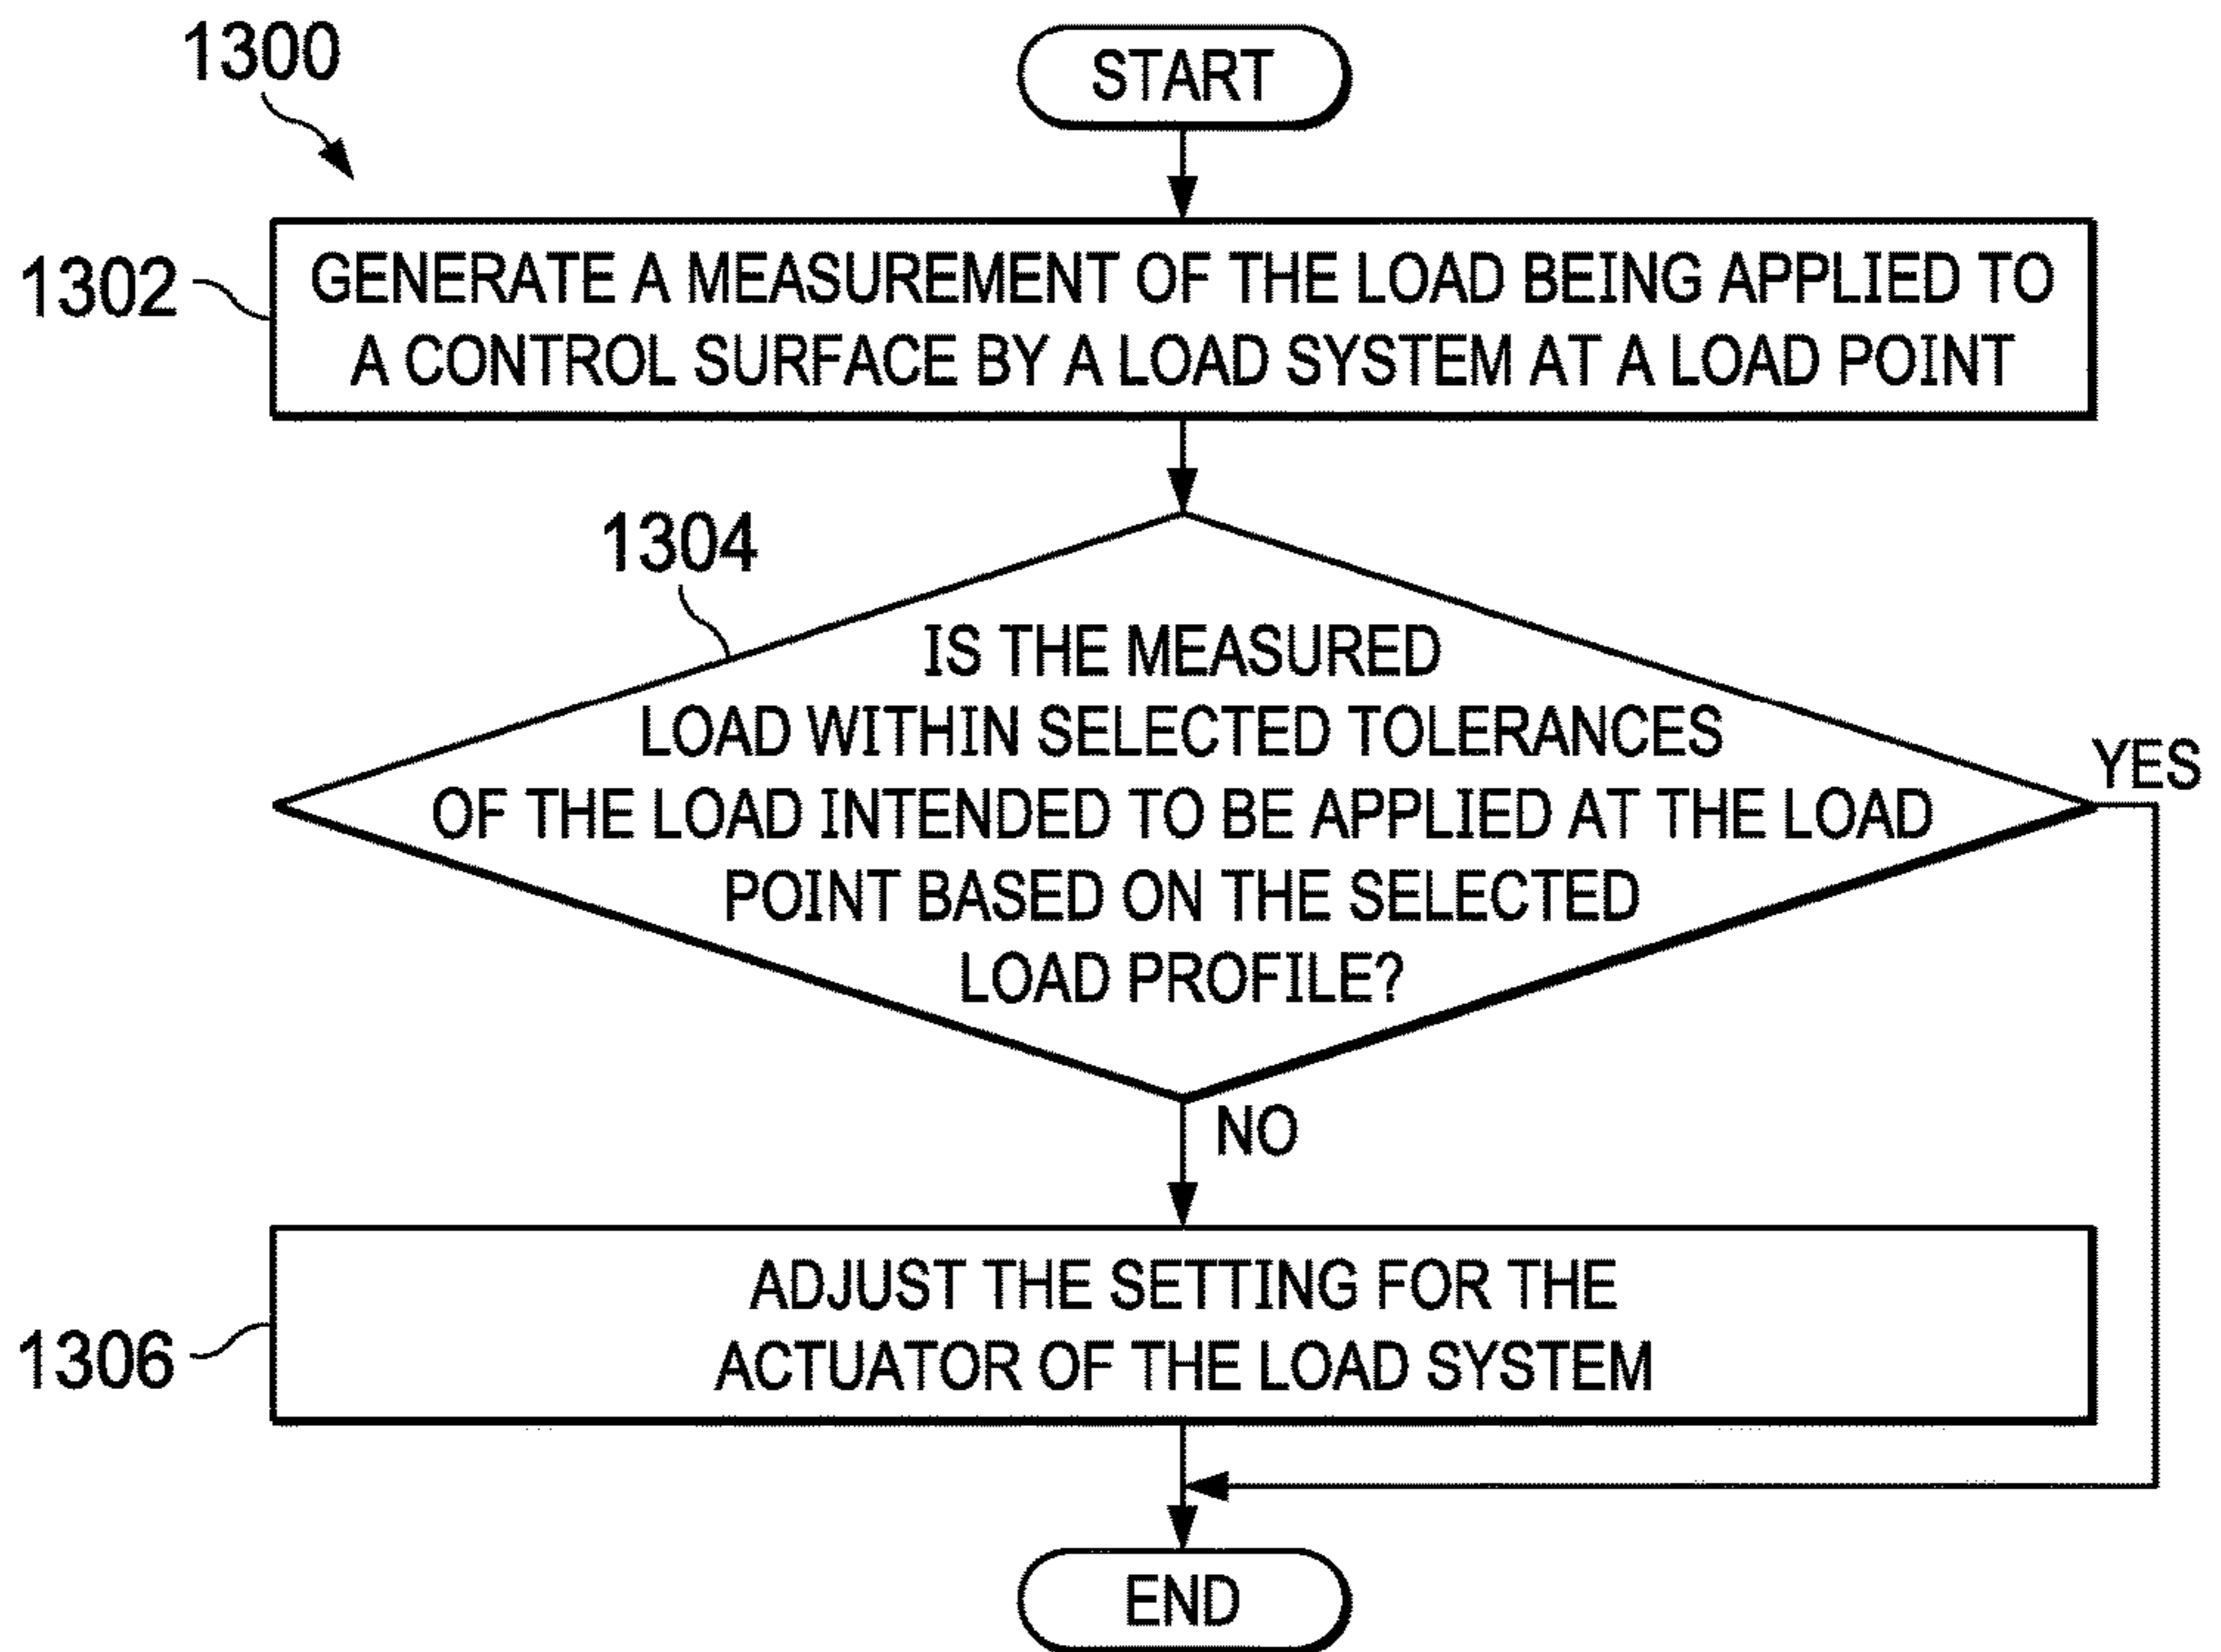 1300
START
1302
GENERATE A MEASUREMENT OF THE LOAD BEING APPLIED TO
A CONTROL SURFACE BY A LOAD SYSTEM AT A LOAD POINT
1304
IS THE MEASURED
LOAD WITHIN SELECTED TOLERANCES
OF THE LOAD INTENDED TO BE APPLIED AT THE LOAD
POINT BASED ON THE SELECTED
LOAD PROFILE?
YES
NO
1306
ADJUST THE SETTING FOR THE
ACTUATOR OF THE LOAD SYSTEM
END